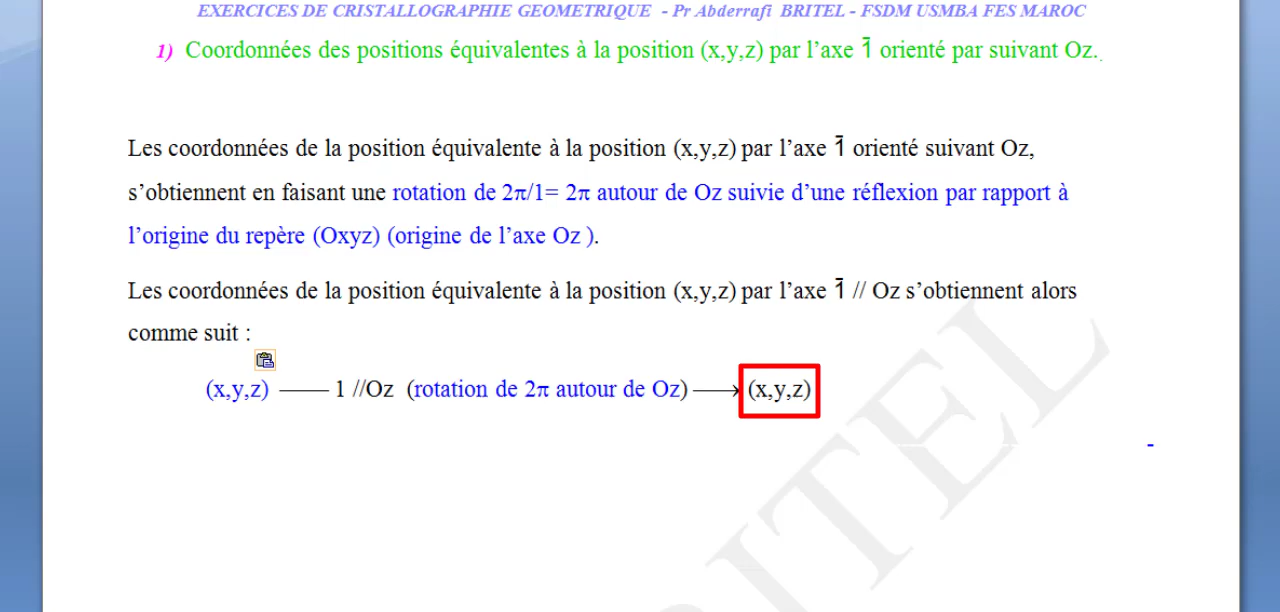 EXERCICES DE CRISTALLOGRAPHIE GEOMETRIQUE - Pr Abderrafi BRITEL - FSDM USMBA FES MAROC
1) Coordonnées des positions équivalentes à la position (x,y,z) par l’axe 1̄ orienté par suivant Oz.
Les coordonnées de la position équivalente à la position (x,y,z) par l’axe 1̄ orienté suivant Oz,
s’obtiennent en faisant une rotation de 2π/1= 2π autour de Oz suivie d’une réflexion par rapport à
l’origine du repère (Oxyz) (origine de l’axe Oz ).
Les coordonnées de la position équivalente à la position (x,y,z) par l’axe 1̄ // Oz s’obtiennent alors
comme suit :
(x,y,z) —— 1 //Oz (rotation de 2π autour de Oz) ——→ (x,y,z)
-
ITEL